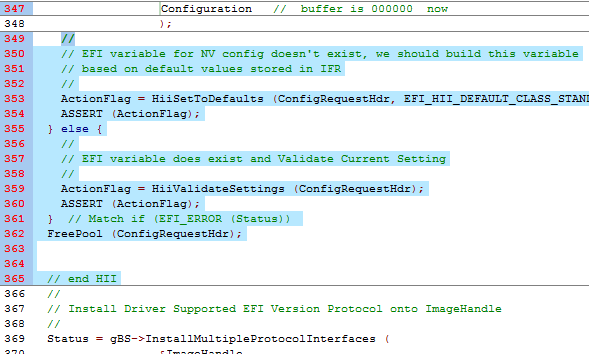 347 Configuration // buffer is 000000 now
348 );
349 //
350 // EFI variable for NV config doesn't exist, we should build this variable
351 // based on default values stored in IFR
352 //
353 ActionFlag = HiiSetToDefaults (ConfigRequestHdr, EFI_HII_DEFAULT_CLASS_STAN
354 ASSERT (ActionFlag);
355 } else {
356 //
357 // EFI variable does exist and Validate Current Setting
358 //
359 ActionFlag = HiiValidateSettings (ConfigRequestHdr);
360 ASSERT (ActionFlag);
361 } // Match if (EFI_ERROR (Status))
362 FreePool (ConfigRequestHdr);
363
364
365 // end HII
366 //
367 // Install Driver Supported EFI Version Protocol onto ImageHandle
368 //
369 Status = gBS->InstallMultipleProtocolInterfaces (
370 &ImageHandle